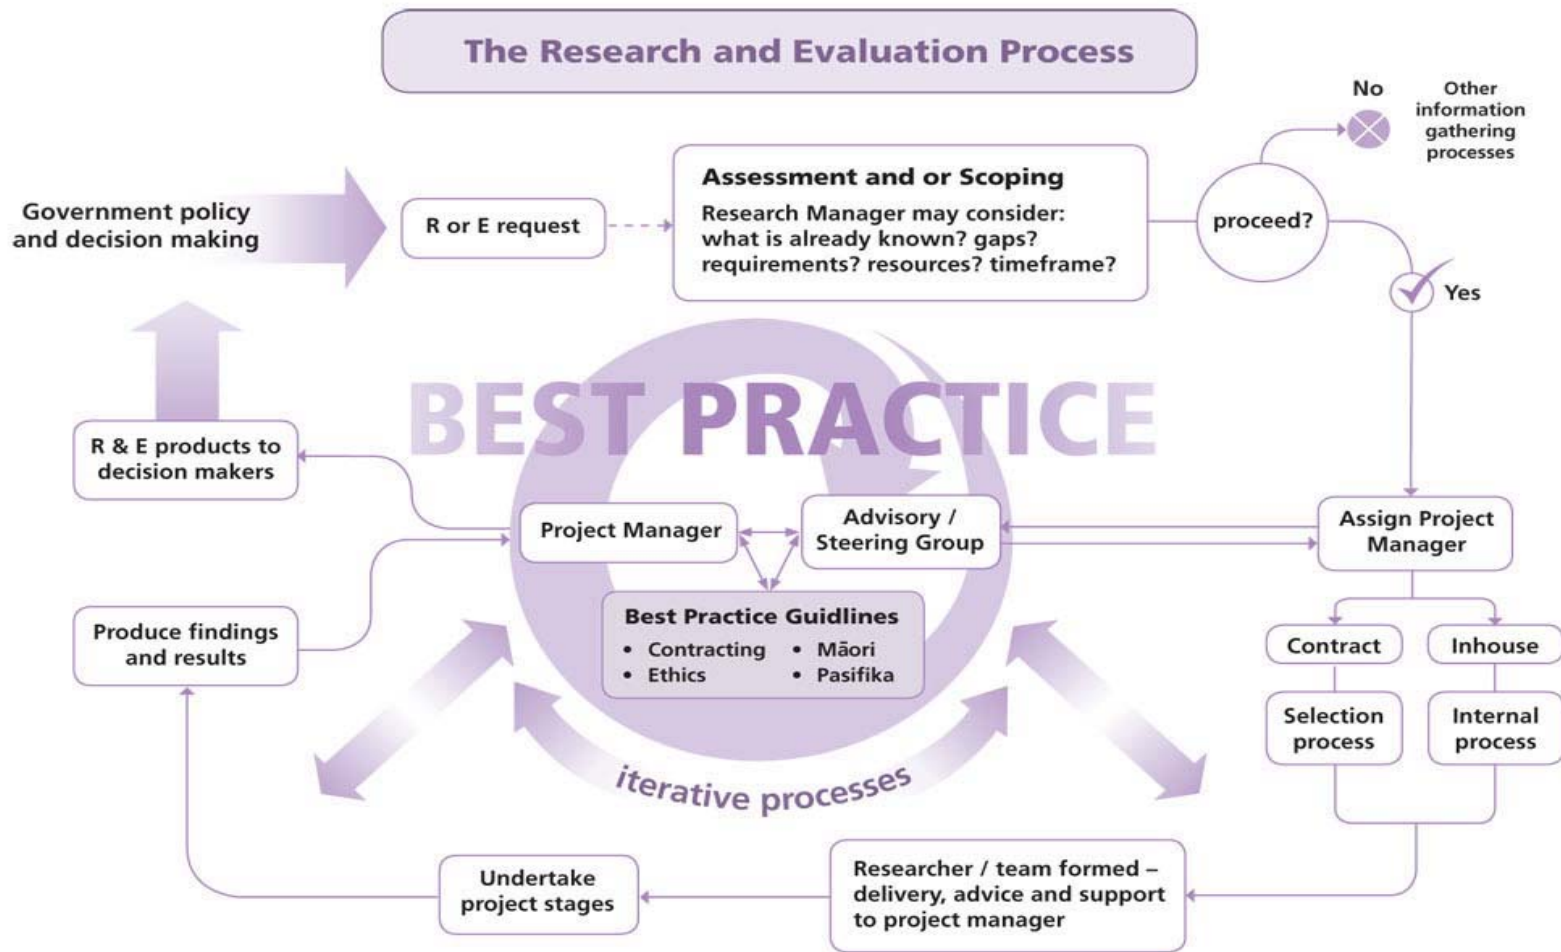 The Research and Evaluation Process
No
Other
information
gathering
processes
Government policy
and decision making
R or E request
Assessment and or Scoping
Research Manager may consider:
what is already known? gaps?
requirements? resources? timeframe?
proceed?
Yes
BEST PRACTICE
R & E products to
decision makers
Project Manager
Advisory /
Steering Group
Assign Project
Manager
Best Practice Guidlines
• Contracting
• Māori
• Ethics
• Pasifika
Produce findings
and results
Contract
Inhouse
Selection
process
Internal
process
iterative processes
Undertake
project stages
Researcher / team formed –
delivery, advice and support
to project manager